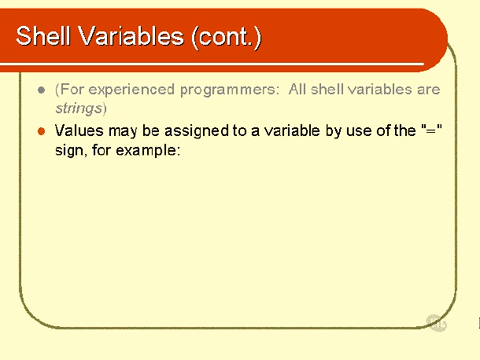 Shell Variables (cont.)
(For experienced programmers: All shell variables are
strings)
Values may be assigned to a variable by use of the "="
sign, for example: